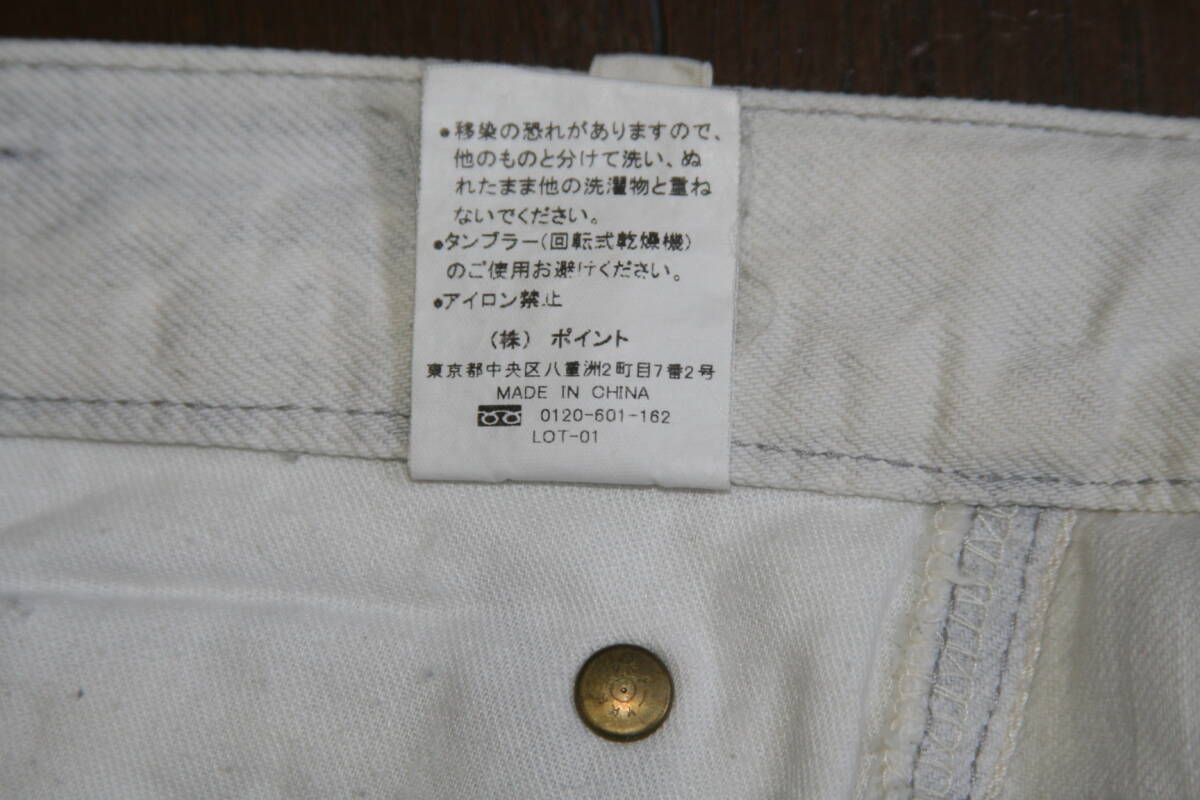 ●移染の恐れがありますので、
他のものと分けて洗い、ぬ
れたまま他の洗濯物と重ね
ないでください。
●タンブラー(回転式乾燥機)
のご使用お避けください。
●アイロン禁止
(株) ポイント
東京都中央区八重洲2町目7番2号
MADE IN CHINA
0120-601-162
LOT-01